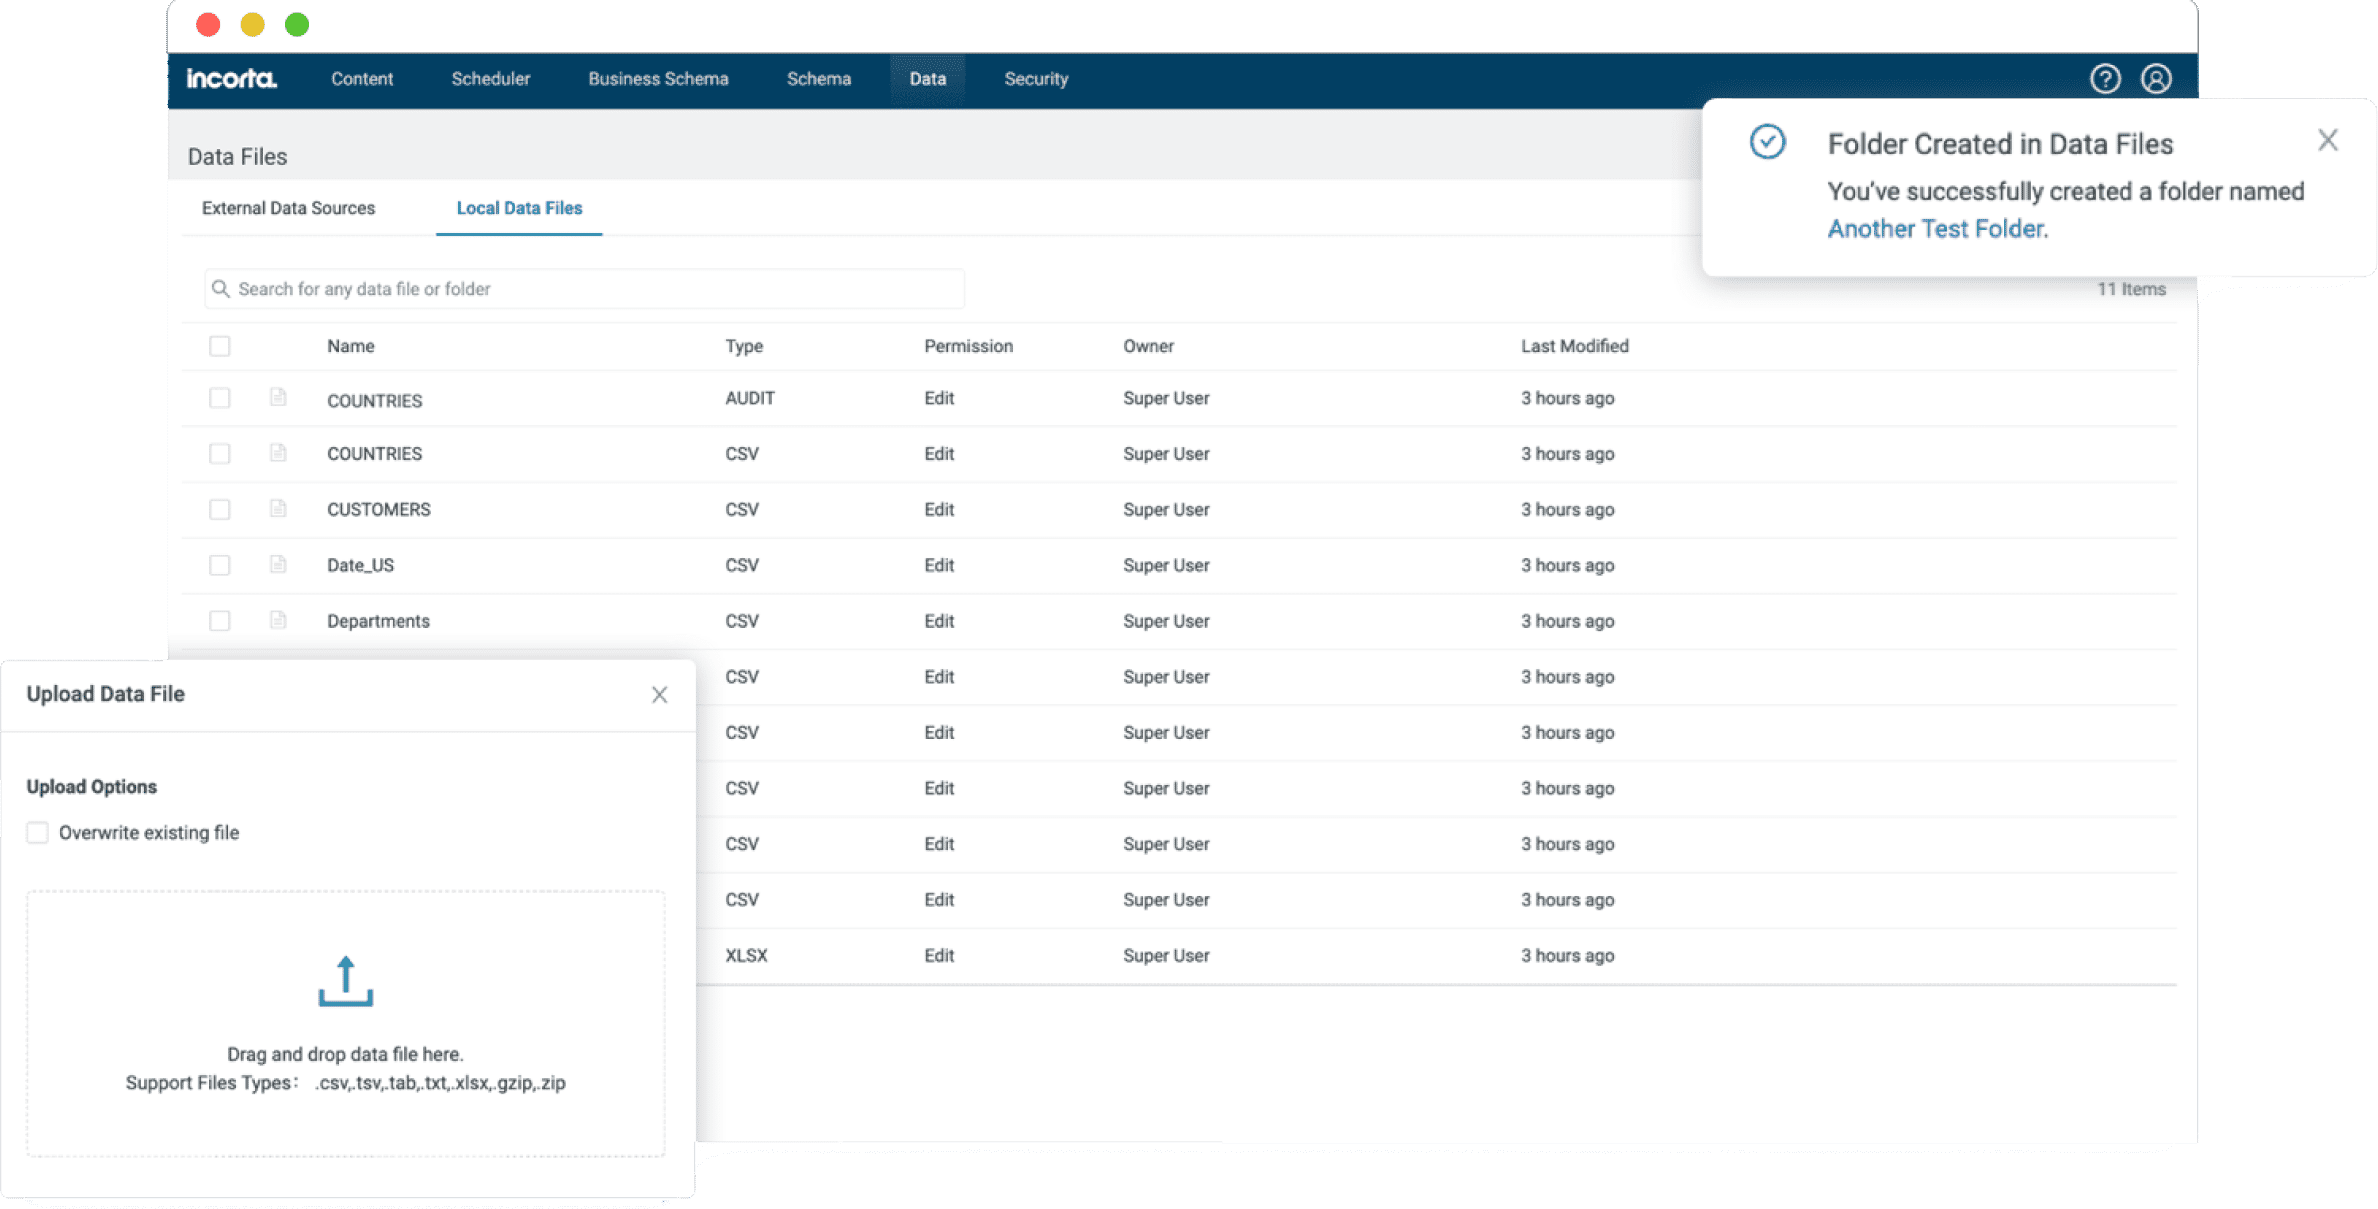 incorta. Content Scheduler Business Schema Schema Data Security
Data Files
Folder Created in Data Files
You've successfully created a folder named
Another Test Folder.
External Data Sources Local Data Files
Search for any data file or folder
11 Items
Name Type Permission Owner Last Modified
COUNTRIES AUDIT Edit Super User 3 hours ago
COUNTRIES CSV Edit Super User 3 hours ago
CUSTOMERS CSV Edit Super User 3 hours ago
Date_US CSV Edit Super User 3 hours ago
Departments CSV Edit Super User 3 hours ago
CSV Edit Super User 3 hours ago
CSV Edit Super User 3 hours ago
CSV Edit Super User 3 hours ago
CSV Edit Super User 3 hours ago
CSV Edit Super User 3 hours ago
XLSX Edit Super User 3 hours ago
Upload Data File
Upload Options
Overwrite existing file
Drag and drop data file here.
Support Files Types: .csv,.tsv,.tab,.txt,.xlsx,.gzip,.zip